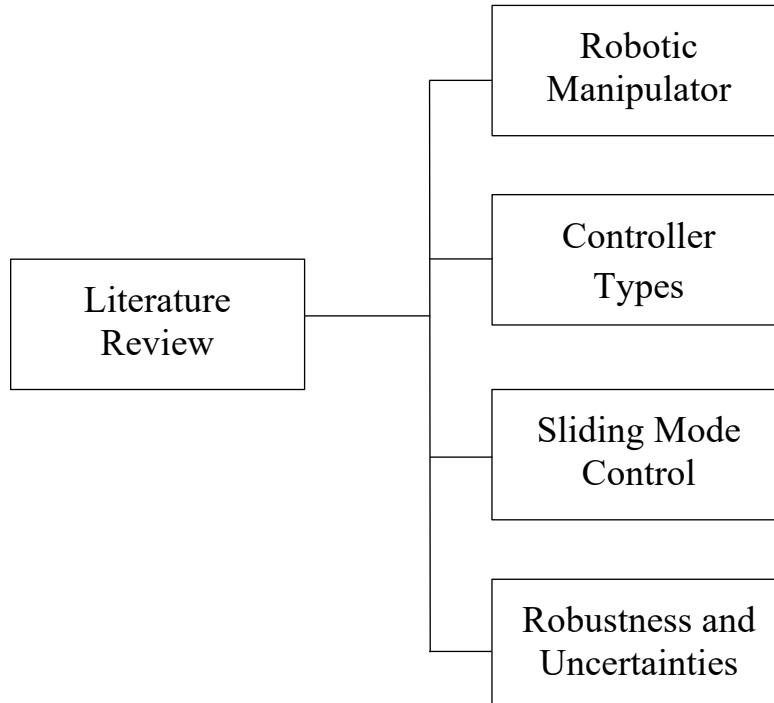 Robotic
Manipulator
Controller
Types
Literature
Review
Sliding Mode
Control
Robustness and
Uncertainties